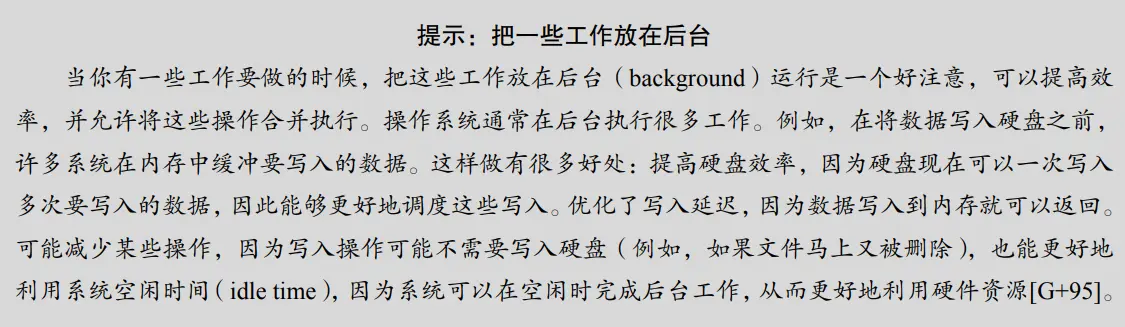 提示：把一些工作放在后台
当你有一些工作要做的时候，把这些工作放在后台（background）运行是一个好注意，可以提高效
率，并允许将这些操作合并执行。操作系统通常在后台执行很多工作。例如，在将数据写入硬盘之前，
许多系统在内存中缓冲要写入的数据。这样做有很多好处：提高硬盘效率，因为硬盘现在可以一次写入
多次要写入的数据，因此能够更好地调度这些写入。优化了写入延迟，因为数据写入到内存就可以返回。
可能减少某些操作，因为写入操作可能不需要写入硬盘（例如，如果文件马上又被删除），也能更好地
利用系统空闲时间（idle time），因为系统可以在空闲时完成后台工作，从而更好地利用硬件资源[G+95]。